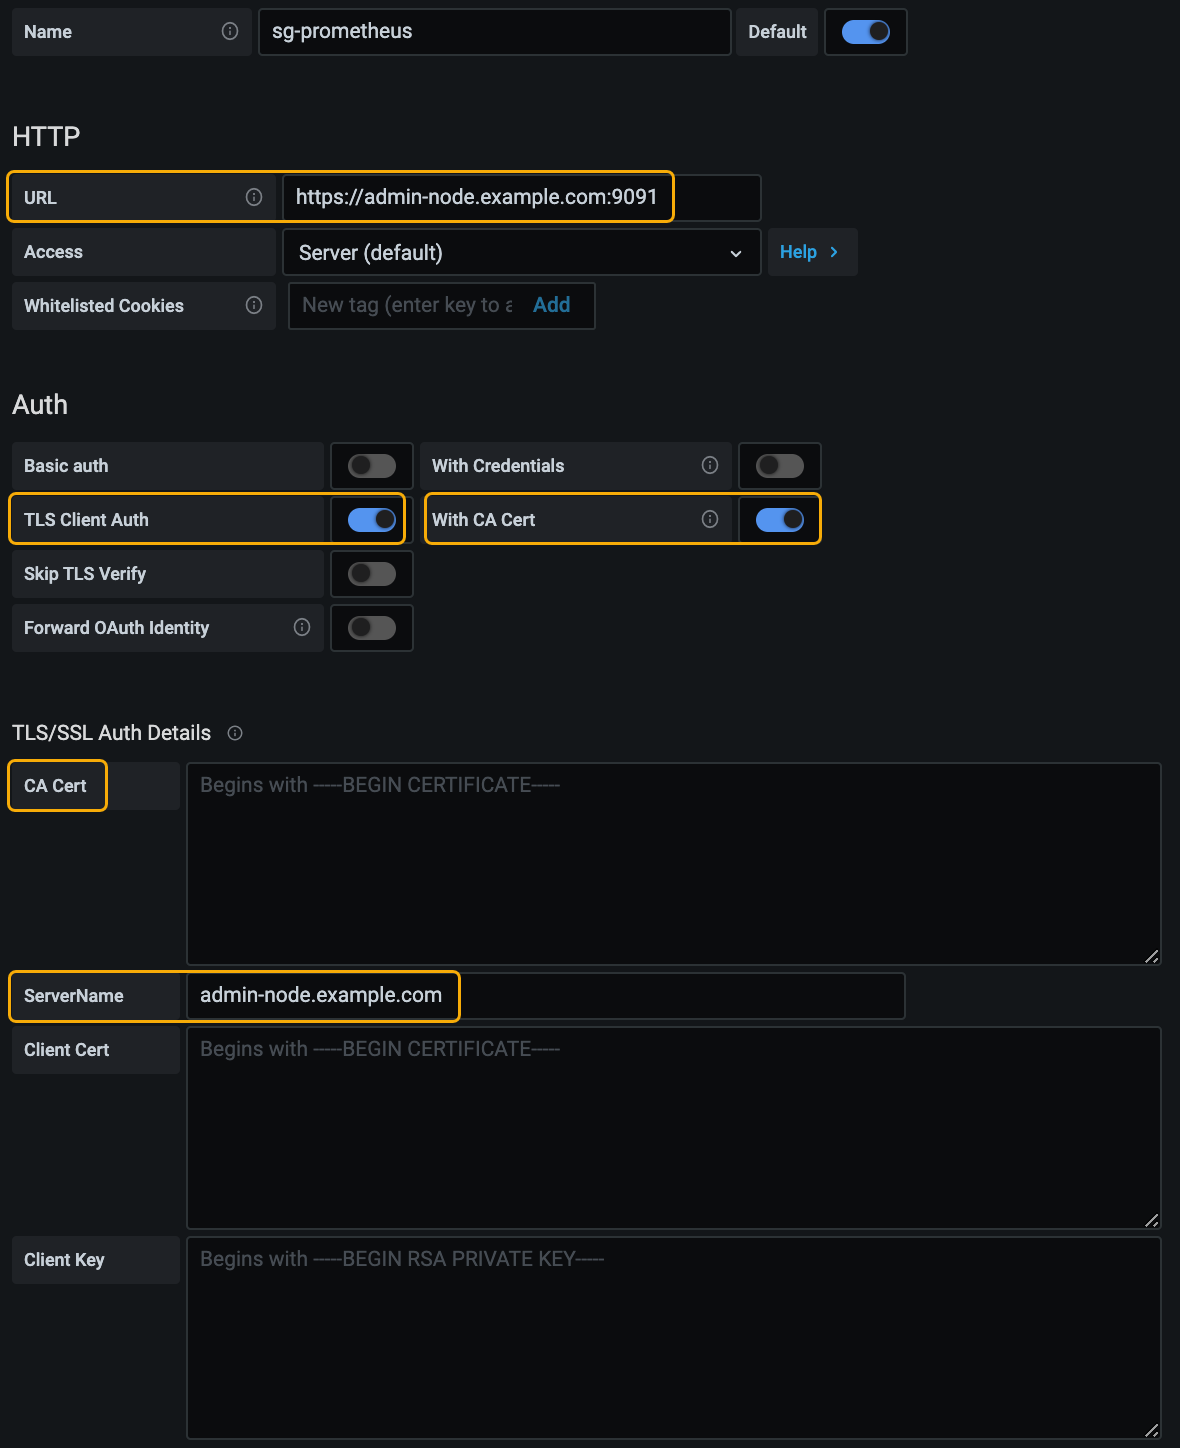 Name sg-prometheus Default
HTTP
URL https://admin-node.example.com:9091
Access Server (default) Help
Whitelisted Cookies New tag (enter key to a Add
Auth
Basic auth With Credentials
TLS Client Auth With CA Cert
Skip TLS Verify
Forward OAuth Identity
TLS/SSL Auth Details
CA Cert Begins with -----BEGIN CERTIFICATE-----
ServerName admin-node.example.com
Client Cert Begins with -----BEGIN CERTIFICATE-----
Client Key Begins with -----BEGIN RSA PRIVATE KEY-----